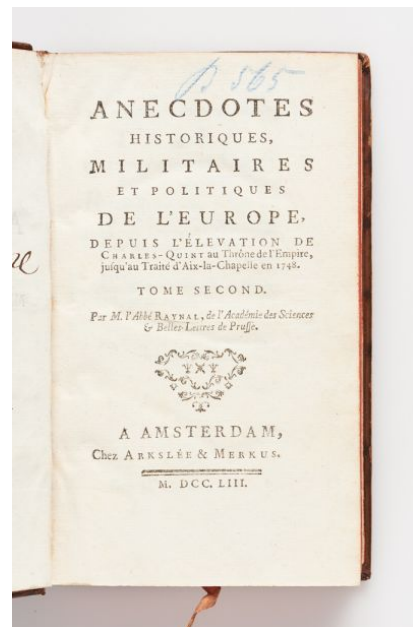 B 565
ANECDOTES
HISTORIQUES,
MILITAIRES
ET POLITIQUES
DE L'EUROPE,
DEPUIS L'ÉLEVATION DE
CHARLES-QUINT au Thrône de l'Empire,
juſqu'au Traité d'Aix-la-Chapelle en 1748.
TOME SECOND.
Par M. l'Abbé RAYNAL, de l'Académie des Sciences
& Belles-Lettres de Pruſſe.
A AMSTERDAM,
Chez ARKSLÉE & MERKUS.
M. DCC. LIII.